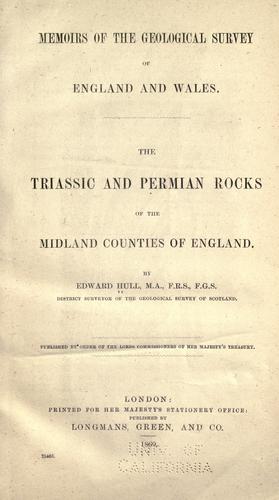 MEMOIRS OF THE GEOLOGICAL SURVEY
OF
ENGLAND AND WALES.
THE
TRIASSIC AND PERMIAN ROCKS
OF THE
MIDLAND COUNTIES OF ENGLAND.
BY
EDWARD HULL, M.A., F.R.S., F.G.S.
DISTRICT SURVEYOR OF THE GEOLOGICAL SURVEY OF SCOTLAND.
PUBLISHED BY ORDER OF THE LORDS COMMISSIONERS OF HER MAJESTY'S TREASURY.
LONDON:
PRINTED FOR HER MAJESTY'S STATIONERY OFFICE:
PUBLISHED BY
LONGMANS, GREEN, AND CO.
1869.
UNIV. OF
CALIFORNIA